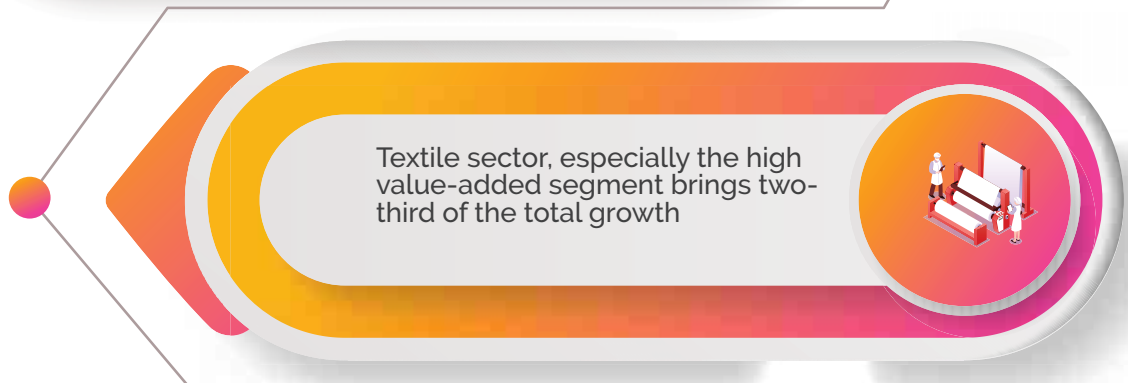 Textile sector, especially the high
value-added segment brings two-
third of the total growth